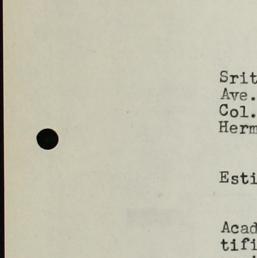 Srit
Ave.
Col.
Herm
Esti
Acad
tifi